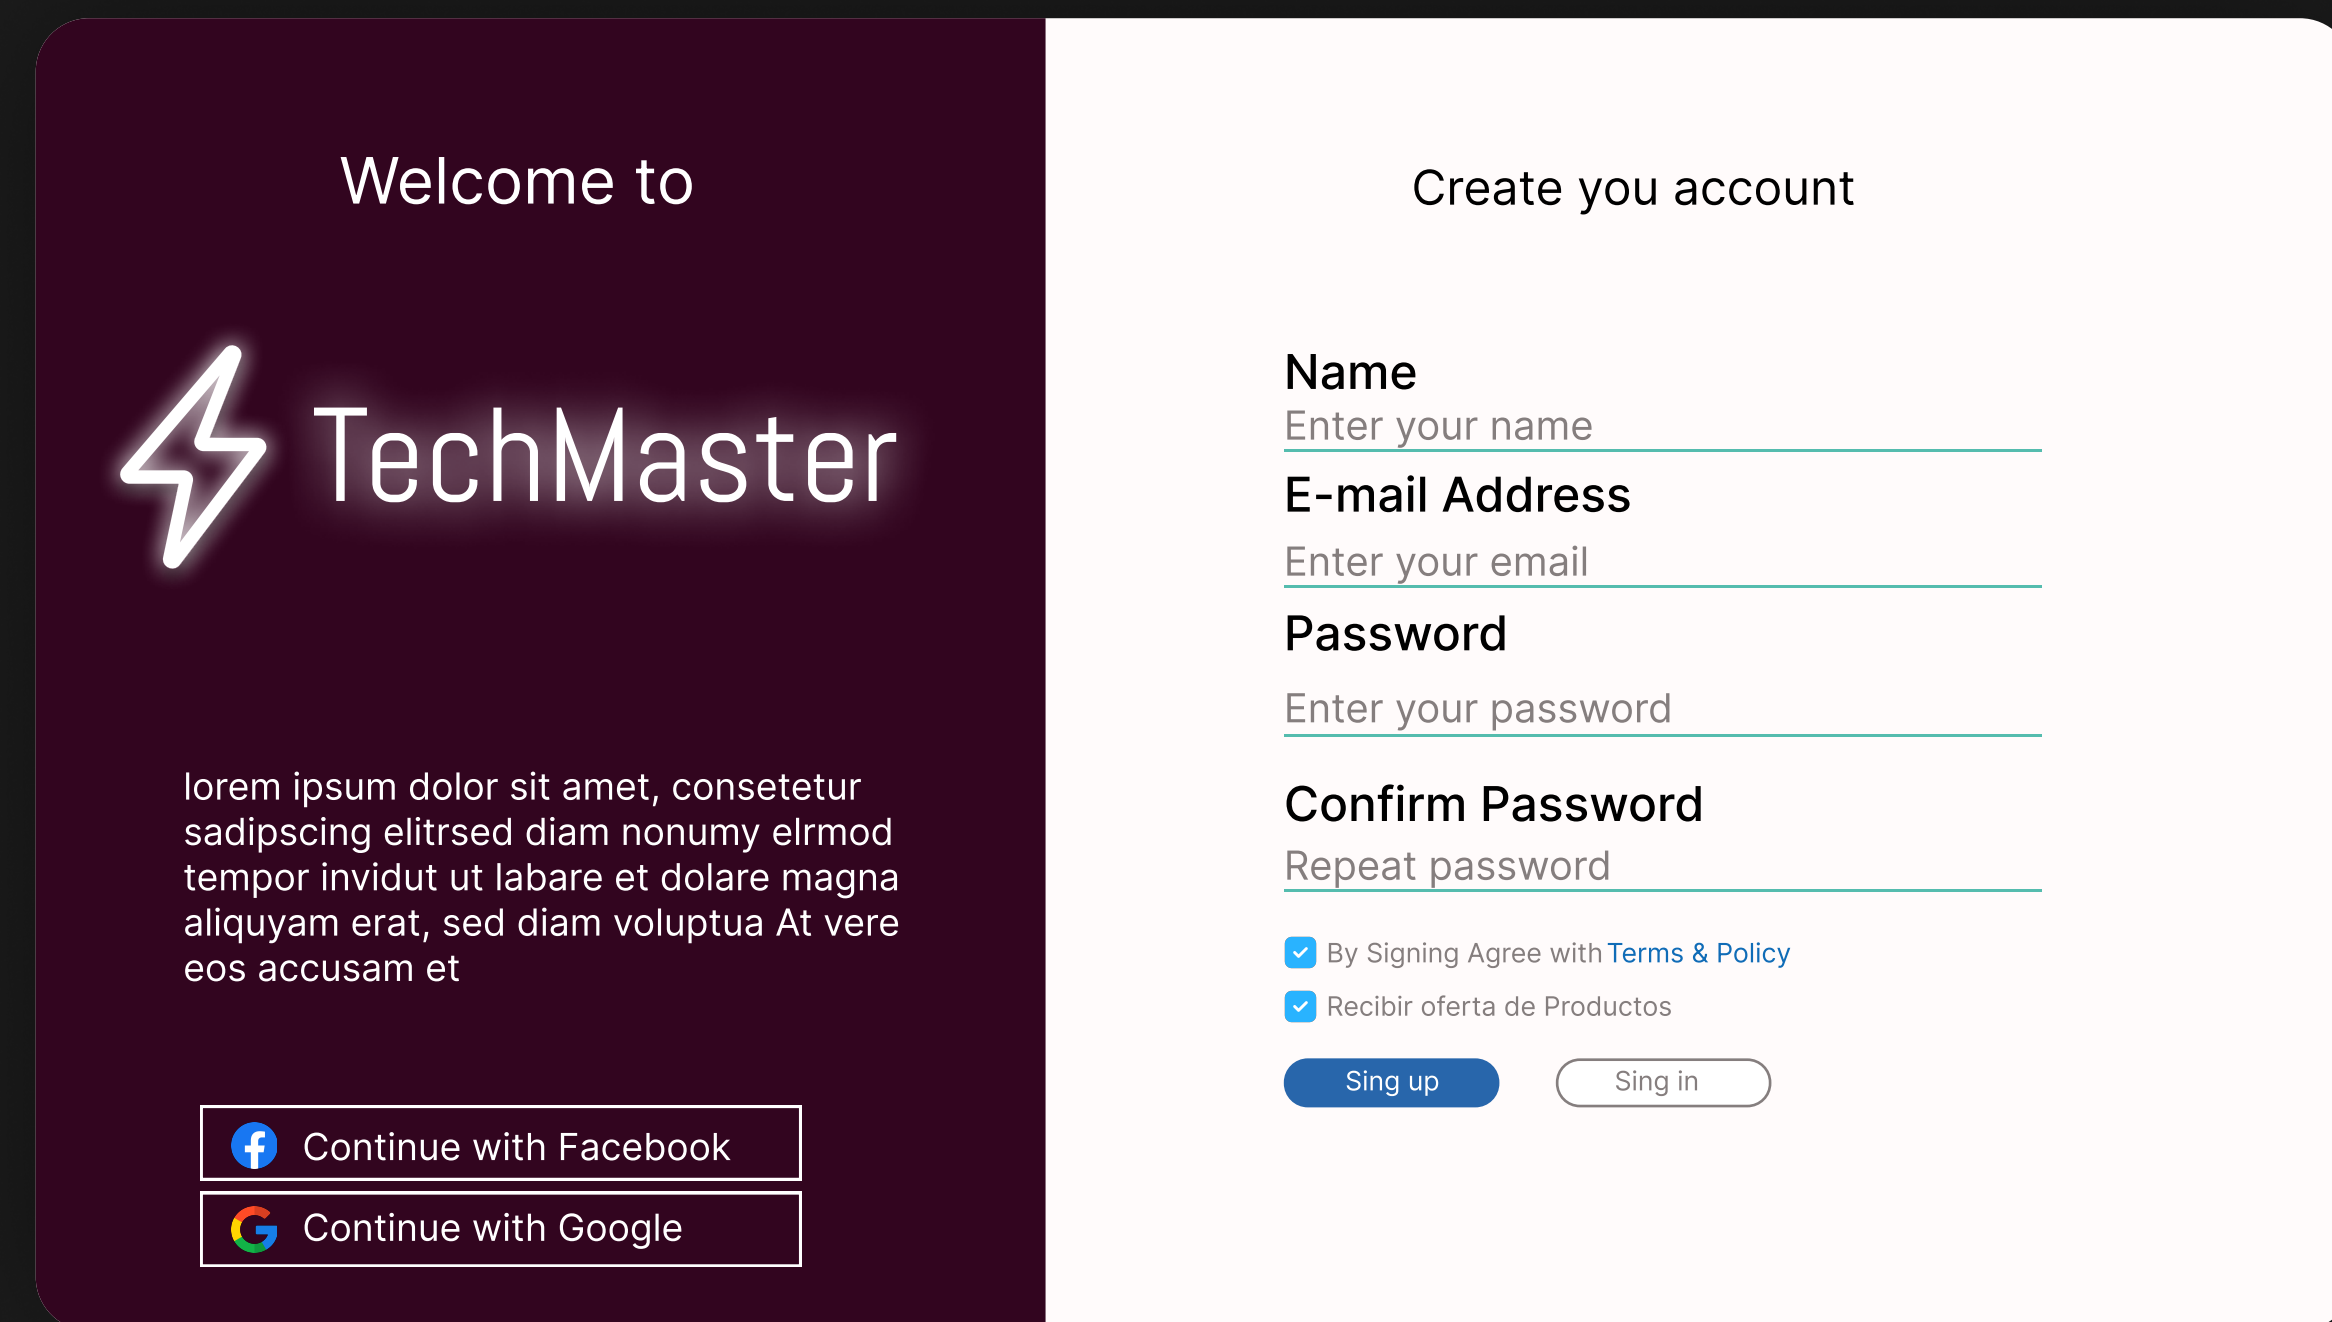 Welcome to
TechMaster
lorem ipsum dolor sit amet, consetetur
sadipscing elitrsed diam nonumy elrmod
tempor invidut ut labare et dolare magna
aliquyam erat, sed diam voluptua At vere
eos accusam et
Continue with Facebook
Continue with Google
Create you account
Name
Enter your name
E-mail Address
Enter your email
Password
Enter your password
Confirm Password
Repeat password
By Signing Agree with Terms & Policy
Recibir oferta de Productos
Sing up
Sing in